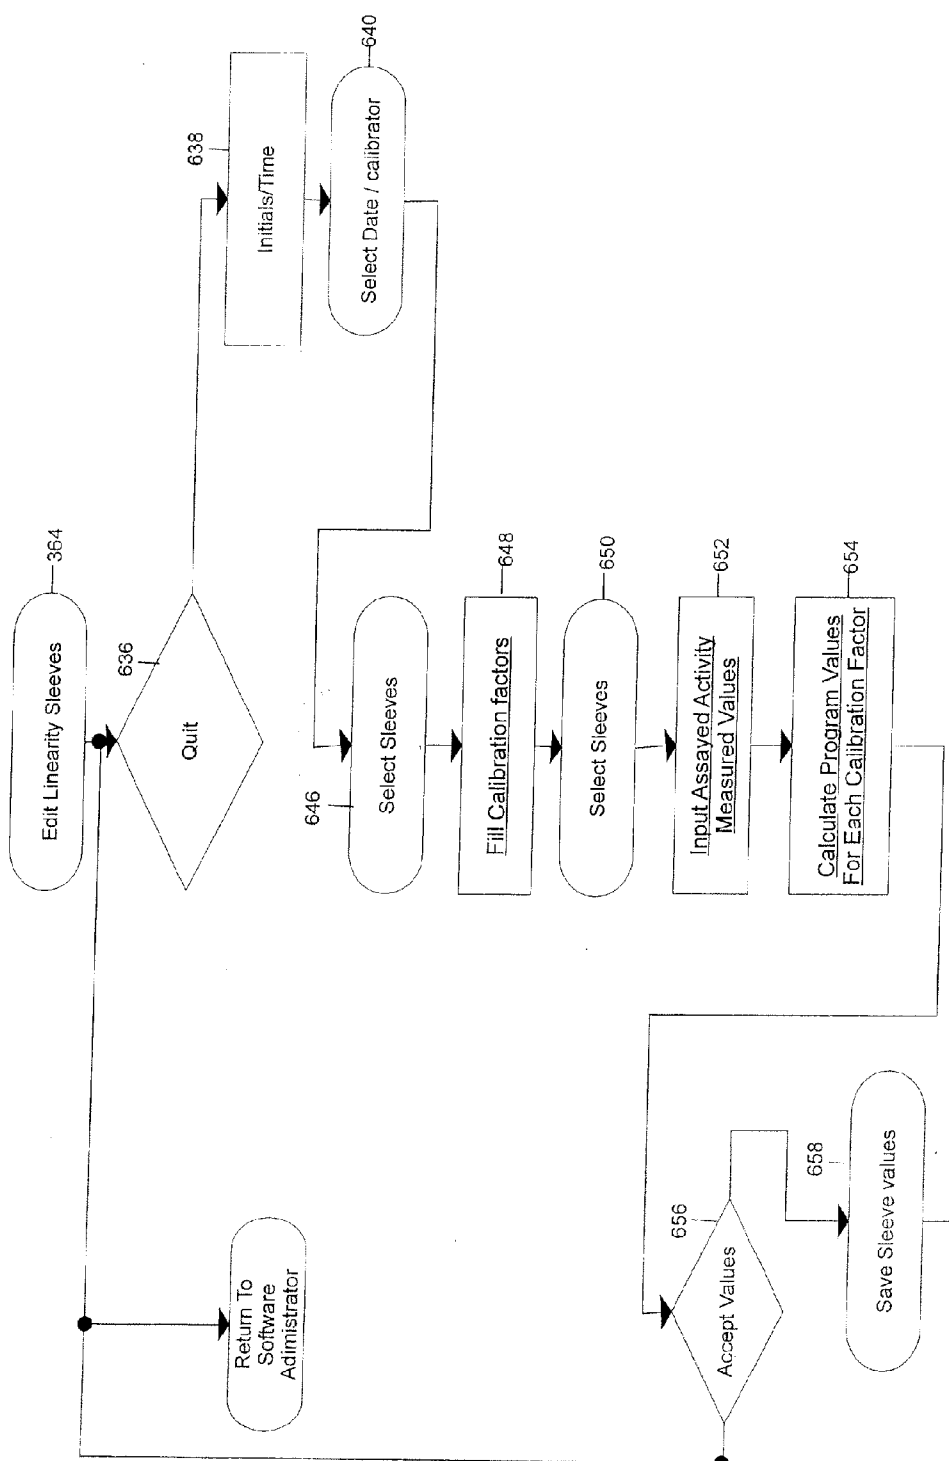 Edit Linearity Sleeves
364
636
Quit
638
Initials/Time
640
Select Date / calibrator
646
Select Sleeves
648
Fill Calibration factors
650
Select Sleeves
652
Input Assayed Activity
Measured Values
654
Calculate Program Values
For Each Calibration Factor
656
Accept Values
658
Save Sleeve values
Return To
Software
Adimistrator